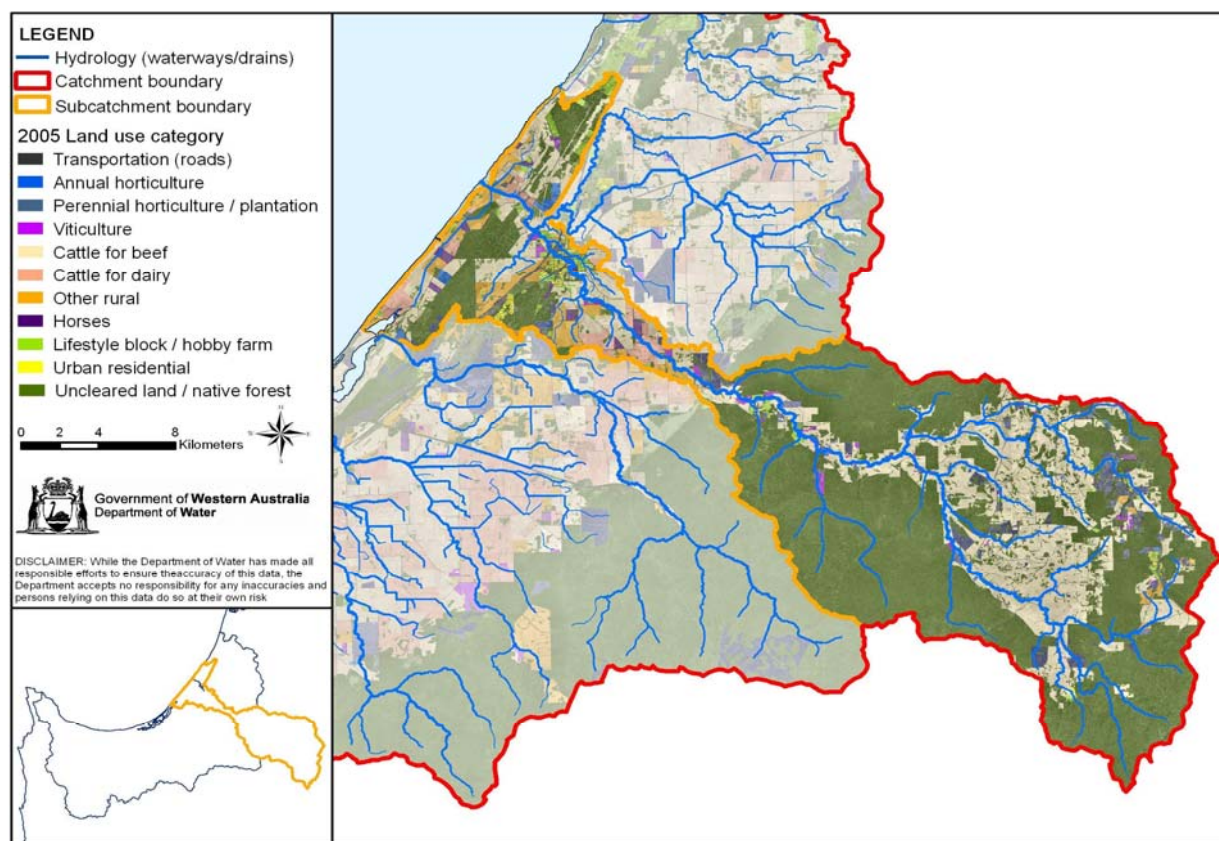 LEGEND
Hydrology (waterways/drains)
Catchment boundary
Subcatchment boundary
2005 Land use category
Transportation (roads)
Annual horticulture
Perennial horticulture / plantation
Viticulture
Cattle for beef
Cattle for dairy
Other rural
Horses
Lifestyle block / hobby farm
Urban residential
Uncleared land / native forest
0 2 4 8
Kilometers
Government of Western Australia
Department of Water
DISCLAIMER: While the Department of Water has made all
responsible efforts to ensure theaccuracy of this data, the
Department accepts no responsibility for any inaccuracies and
persons relying on this data do so at their own risk